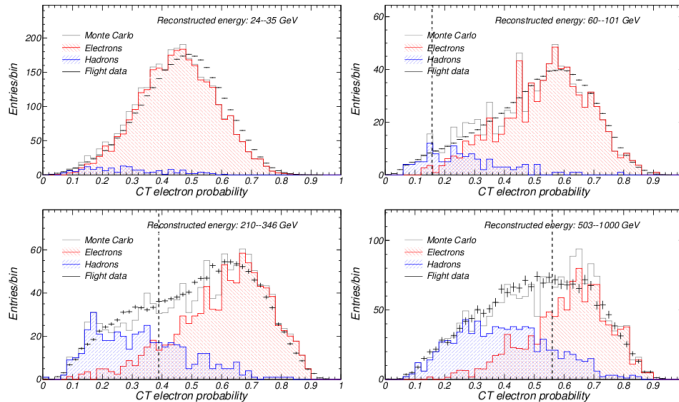 Reconstructed energy: 24--35 GeV
Monte Carlo
Electrons
Hadrons
Flight data
Entries/bin
200
150
100
50
0
0 0.1 0.2 0.3 0.4 0.5 0.6 0.7 0.8 0.9 1
CT electron probability
Reconstructed energy: 60--101 GeV
Monte Carlo
Electrons
Hadrons
Flight data
Entries/bin
60
40
20
0
0 0.1 0.2 0.3 0.4 0.5 0.6 0.7 0.8 0.9
CT electron probability
Reconstructed energy: 210--346 GeV
Monte Carlo
Electrons
Hadrons
Flight data
Entries/bin
60
40
20
0
0 0.1 0.2 0.3 0.4 0.5 0.6 0.7 0.8 0.9 1
CT electron probability
Reconstructed energy: 503--1000 GeV
Monte Carlo
Electrons
Hadrons
Flight data
Entries/bin
100
50
0
0 0.1 0.2 0.3 0.4 0.5 0.6 0.7 0.8 0.9
CT electron probability